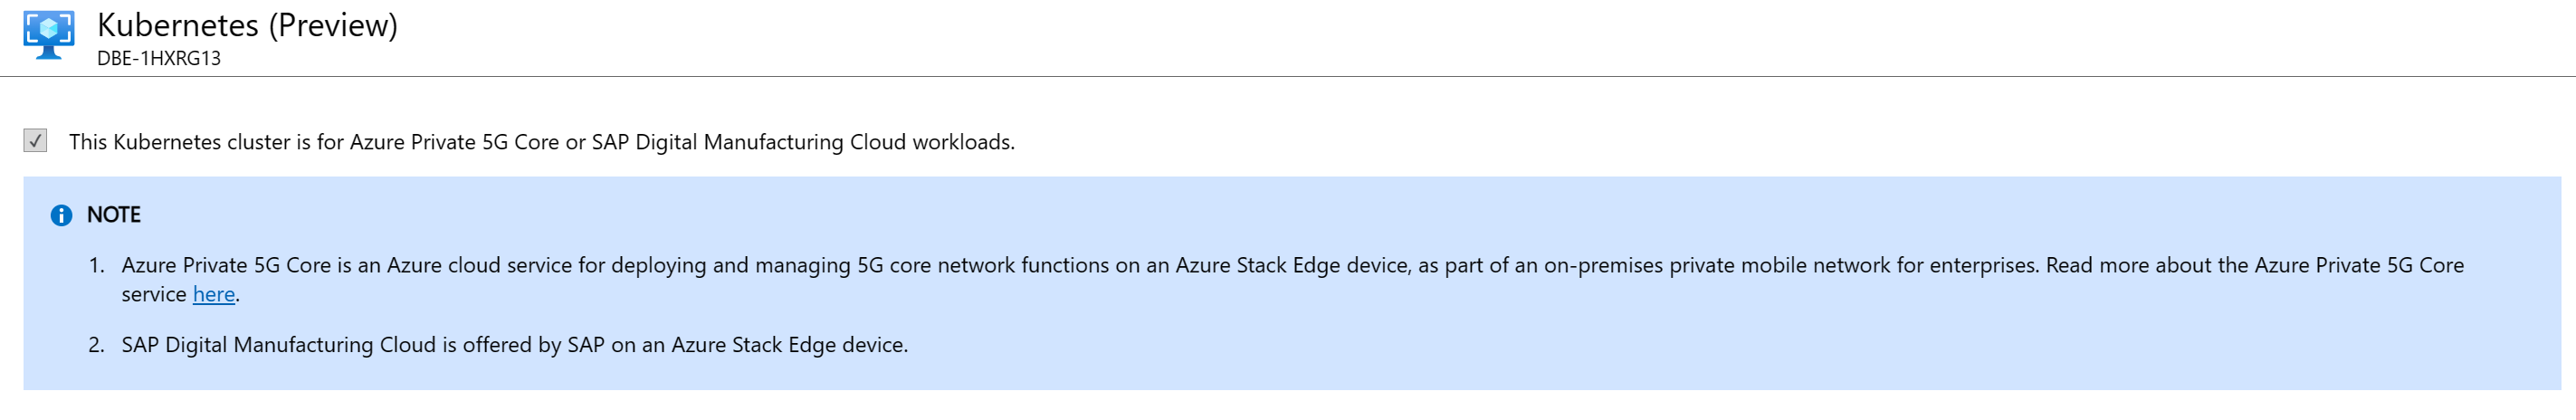 Kubernetes (Preview)
DBE-1HXRG13
This Kubernetes cluster is for Azure Private 5G Core or SAP Digital Manufacturing Cloud workloads.
NOTE
1. Azure Private 5G Core is an Azure cloud service for deploying and managing 5G core network functions on an Azure Stack Edge device, as part of an on-premises private mobile network for enterprises. Read more about the Azure Private 5G Core
service here.
2. SAP Digital Manufacturing Cloud is offered by SAP on an Azure Stack Edge device.